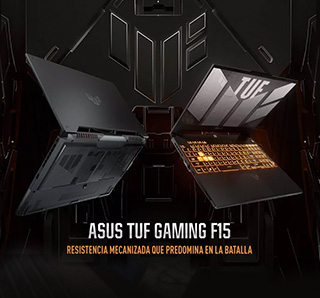 TUF
ASUS TUF GAMING F15
RESISTENCIA MECANIZADA QUE PREDOMINA EN LA BATALLA